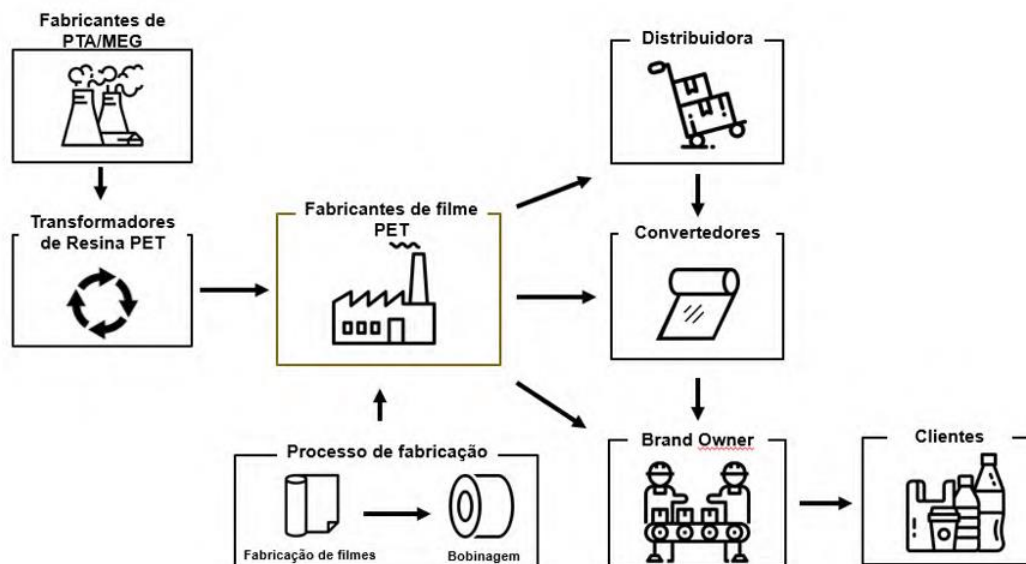 Fabricantes de
PTA/MEG
Distribuidora
Transformadores
de Resina PET
Fabricantes de filme
PET
Convertedores
Processo de fabricação
Fabricação de filmes
Bobinagem
Brand Owner
Clientes